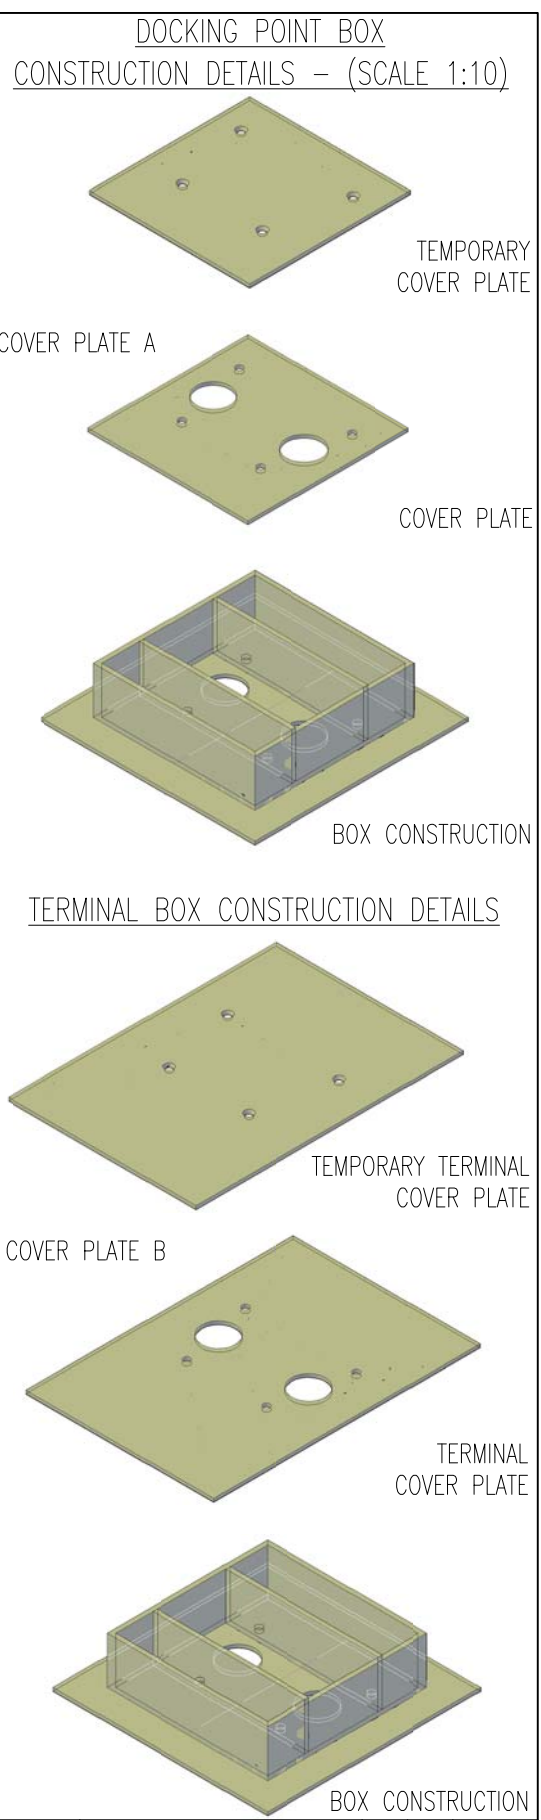 DOCKING POINT BOX
CONSTRUCTION DETAILS – (SCALE 1:10)
TEMPORARY
COVER PLATE
COVER PLATE A
COVER PLATE
BOX CONSTRUCTION
TERMINAL BOX CONSTRUCTION DETAILS
TEMPORARY TERMINAL
COVER PLATE
COVER PLATE B
TERMINAL
COVER PLATE
BOX CONSTRUCTION